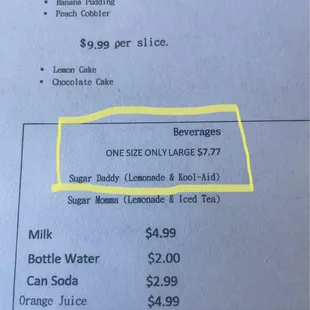 • Banana Pudding
• Peach Cobbler
$9.99 per slice.
• Lemon Cake
• Chocolate Cake
Beverages
ONE SIZE ONLY LARGE $7.77
Sugar Daddy (Lemonade & Kool-Aid)
Sugar Momma (Lemonade & Iced Tea)
Milk $4.99
Bottle Water $2.00
Can Soda $2.99
Orange Juice $4.99